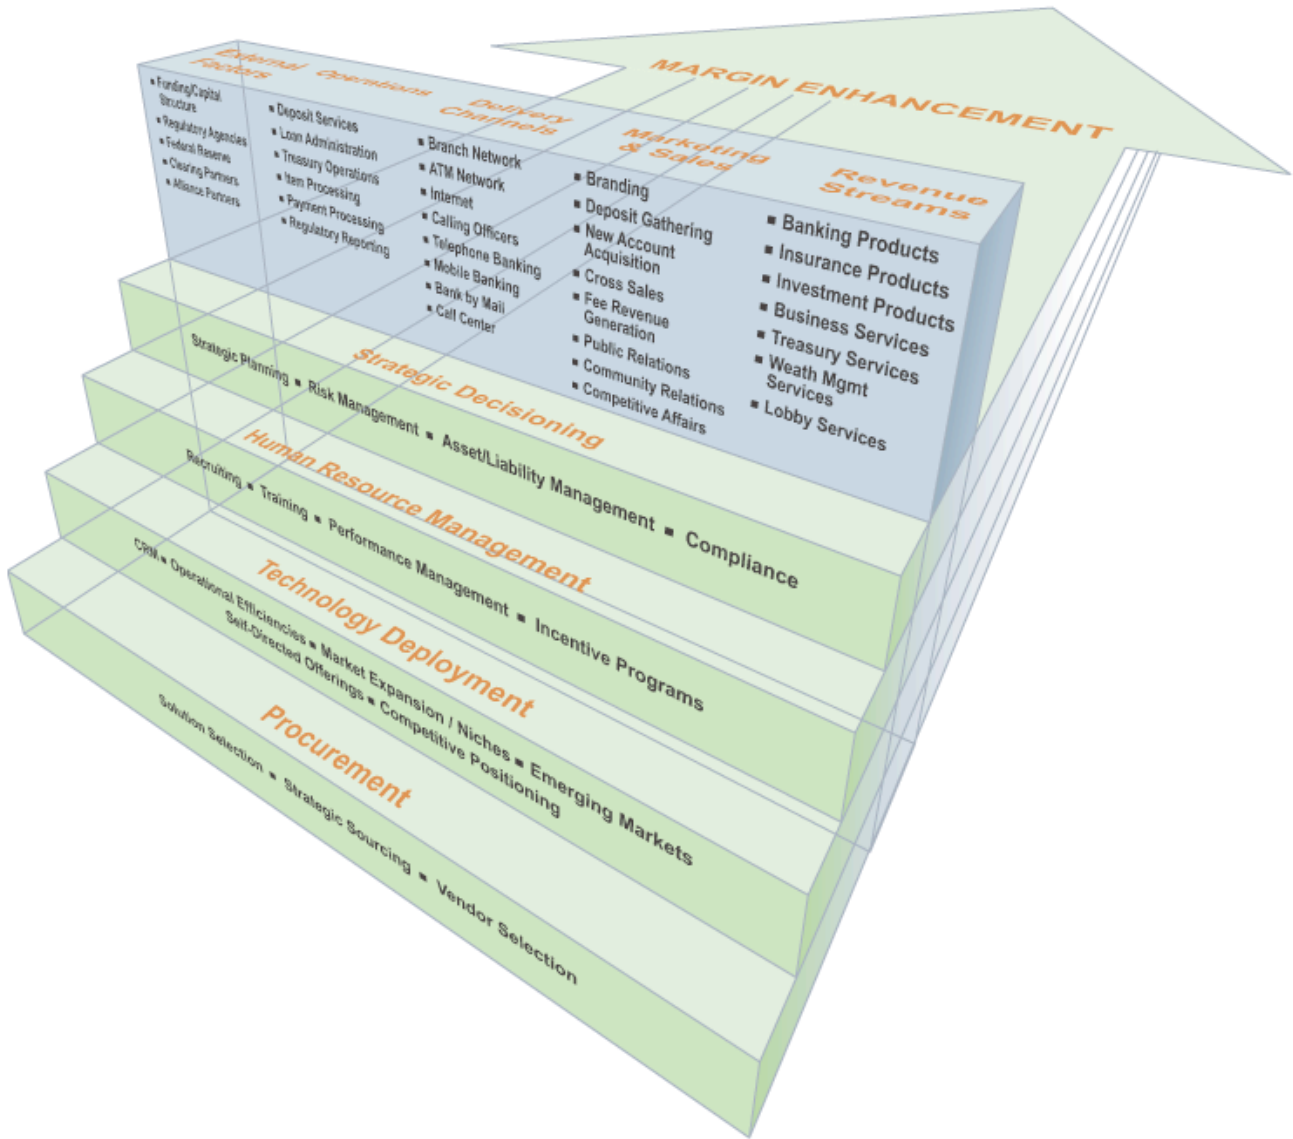 MARGIN ENHANCEMENT
External
Factors
▪ Funding/Capital
Structure
▪ Regulatory Agencies
▪ Federal Reserve
▪ Clearing Partners
▪ Alliance Partners
Operations
▪ Deposit Services
▪ Loan Administration
▪ Treasury Operations
▪ Item Processing
▪ Payment Processing
▪ Regulatory Reporting
Delivery
Channels
▪ Branch Network
▪ ATM Network
▪ Internet
▪ Calling Officers
▪ Telephone Banking
▪ Mobile Banking
▪ Bank by Mail
▪ Call Center
Marketing
& Sales
▪ Branding
▪ Deposit Gathering
▪ New Account
Acquisition
▪ Cross Sales
▪ Fee Revenue
Generation
▪ Public Relations
▪ Community Relations
▪ Competitive Affairs
Revenue
Streams
▪ Banking Products
▪ Insurance Products
▪ Investment Products
▪ Business Services
▪ Treasury Services
▪ Weath Mgmt
Services
▪ Lobby Services
Strategic Decisioning
Strategic Planning ▪ Risk Management ▪ Asset/Liability Management ▪ Compliance
Human Resource Management
Recruiting ▪ Training ▪ Performance Management ▪ Incentive Programs
Technology Deployment
CRM ▪ Operational Efficiencies ▪ Market Expansion / Niches ▪ Emerging Markets
Self-Directed Offerings ▪ Competitive Positioning
Procurement
Solution Selection ▪ Strategic Sourcing ▪ Vendor Selection